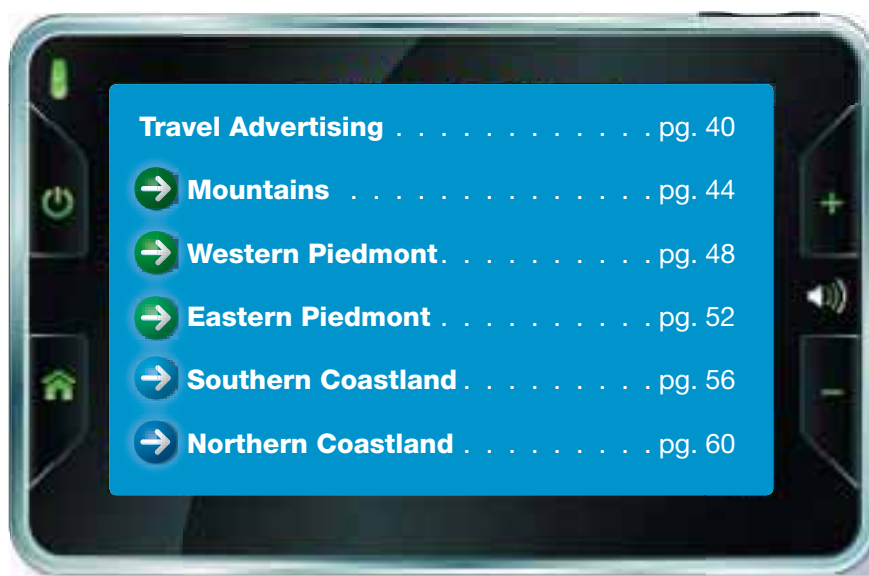 Travel Advertising . . . . . . . . . . . . pg. 40
Mountains . . . . . . . . . . . . . . pg. 44
Western Piedmont. . . . . . . . . . pg. 48
Eastern Piedmont . . . . . . . . . . pg. 52
Southern Coastland . . . . . . . . . pg. 56
Northern Coastland . . . . . . . . . pg. 60